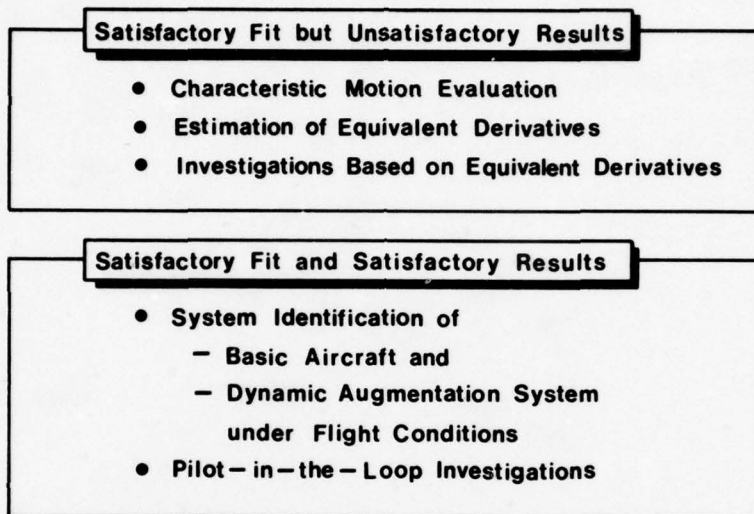 Satisfactory Fit but Unsatisfactory Results
● Characteristic Motion Evaluation
● Estimation of Equivalent Derivatives
● Investigations Based on Equivalent Derivatives
Satisfactory Fit and Satisfactory Results
● System Identification of
– Basic Aircraft and
– Dynamic Augmentation System
under Flight Conditions
● Pilot–in–the–Loop Investigations